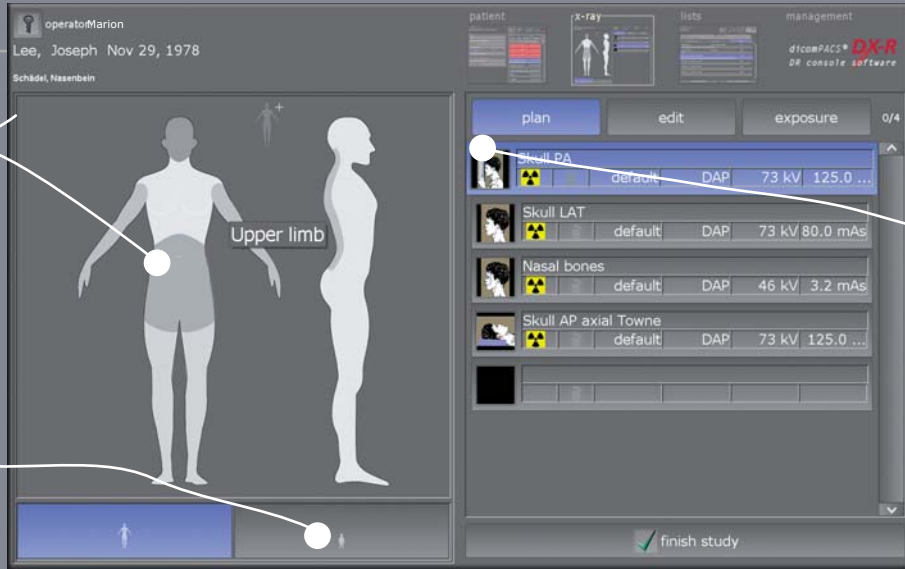 operatorMarion
Lee, Joseph Nov 29, 1978
Schädel, Nasenbein
patient
x-ray
lists
management
dicomPACS® DX-R
DR console software
plan
edit
exposure
0/4
Skull PA
default DAP 73 kV 125.0 ...
Skull LAT
default DAP 73 kV 80.0 mAs
Nasal bones
default DAP 46 kV 3.2 mAs
Skull AP axial Towne
default DAP 73 kV 125.0 ...
Upper limb
finish study